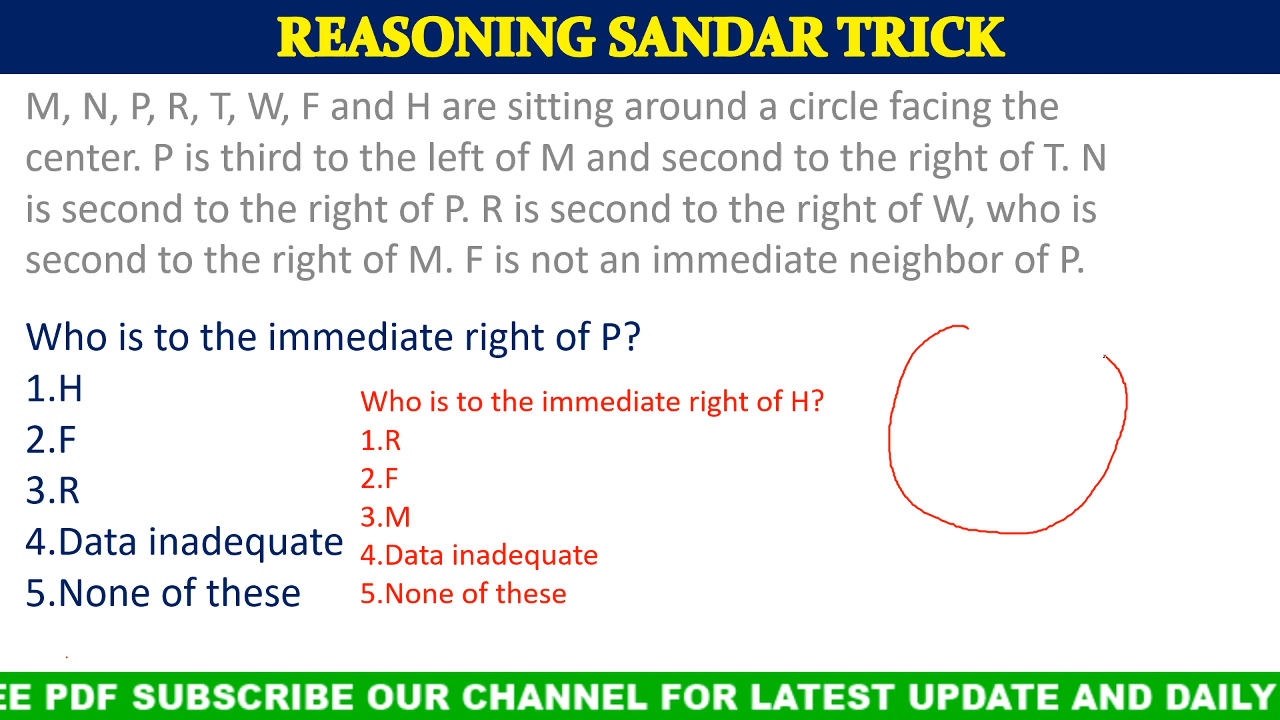 REASONING SANDAR TRICK
M, N, P, R, T, W, F and H are sitting around a circle facing the
center. P is third to the left of M and second to the right of T. N
is second to the right of P. R is second to the right of W, who is
second to the right of M. F is not an immediate neighbor of P.
Who is to the immediate right of P?
1.H
2.F
3.R
4.Data inadequate
5.None of these
Who is to the immediate right of H?
1.R
2.F
3.M
4.Data inadequate
5.None of these
EE PDF SUBSCRIBE OUR CHANNEL FOR LATEST UPDATE AND DAILY